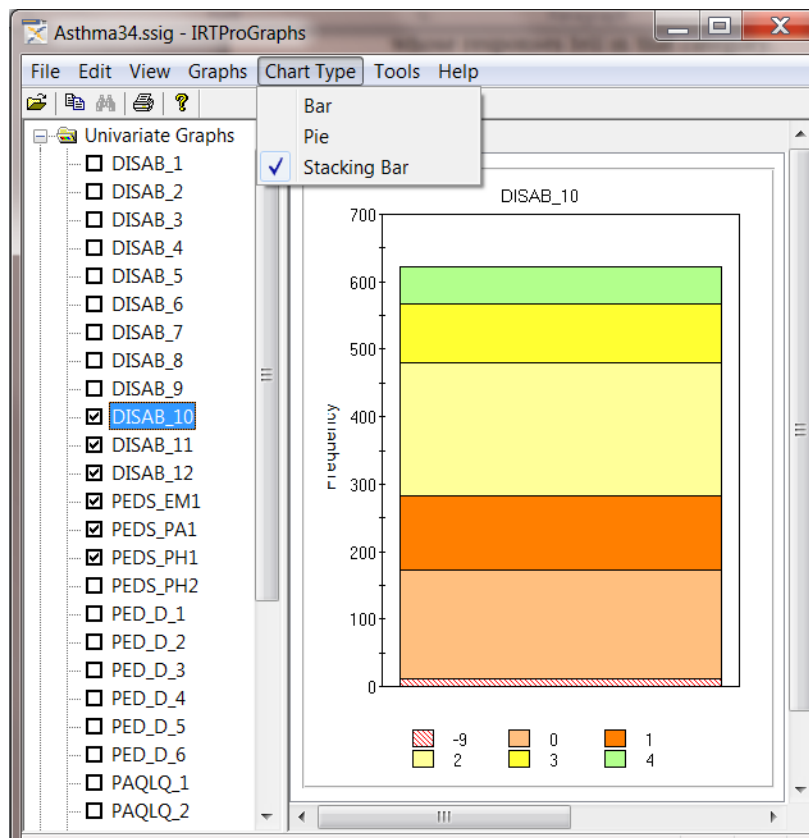 Asthma34.ssig - IRTProGraphs
File Edit View Graphs Chart Type Tools Help
Bar
Pie
Stacking Bar
Univariate Graphs
DISAB_1
DISAB_2
DISAB_3
DISAB_4
DISAB_5
DISAB_6
DISAB_7
DISAB_8
DISAB_9
DISAB_10
DISAB_11
DISAB_12
PEDS_EM1
PEDS_PA1
PEDS_PH1
PEDS_PH2
PED_D_1
PED_D_2
PED_D_3
PED_D_4
PED_D_5
PED_D_6
PAQLQ_1
PAQLQ_2
DISAB_10
700
600
500
400
300
200
100
0
Frequency
-9 0 1
2 3 4